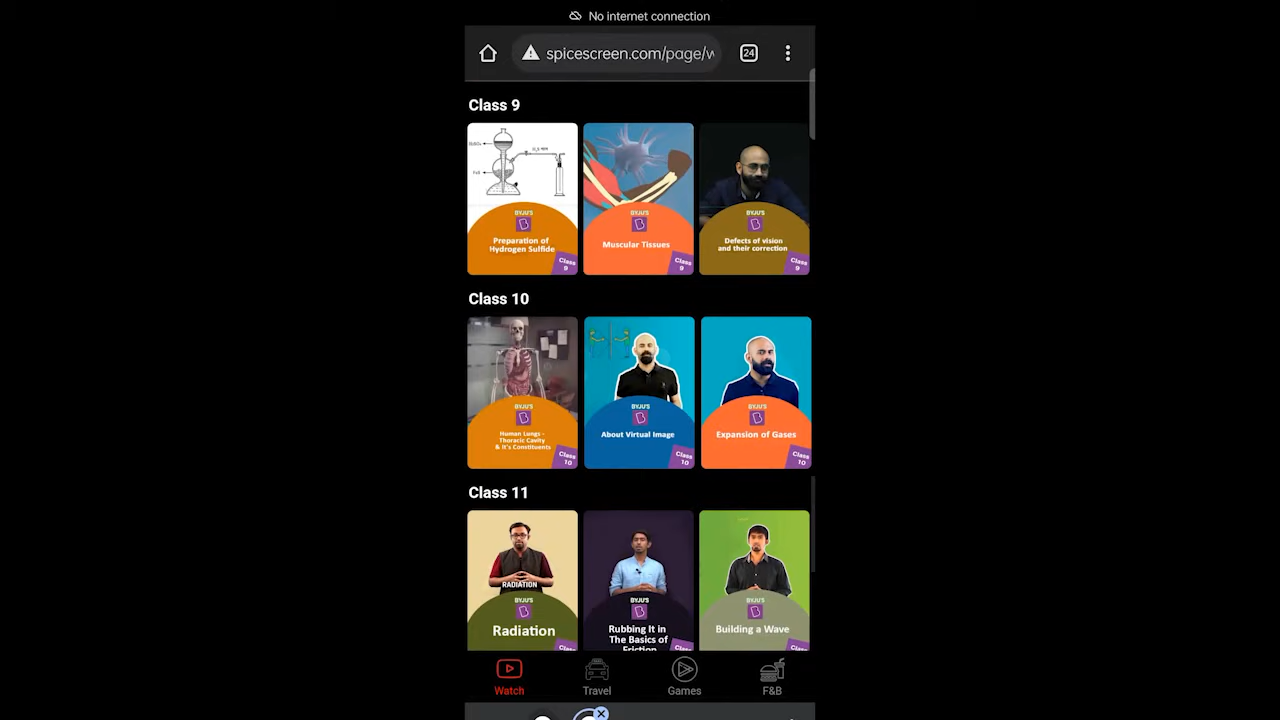 No internet connection
spicescreen.com/page/w
24
Class 9
BYJU'S
Preparation of
Hydrogen Sulfide
Class
9
BYJU'S
Muscular Tissues
Class
9
BYJU'S
Defects of vision
and their correction
Class
9
Class 10
BYJU'S
Human Lungs -
Thoracic Cavity
& It's Constituents
Class
10
BYJU'S
About Virtual Image
Class
10
BYJU'S
Expansion of Gases
Class
10
Class 11
RADIATION
BYJU'S
Radiation
BYJU'S
Rubbing It in
The Basics of
Friction
BYJU'S
Building a Wave
Watch
Travel
Games
F&B